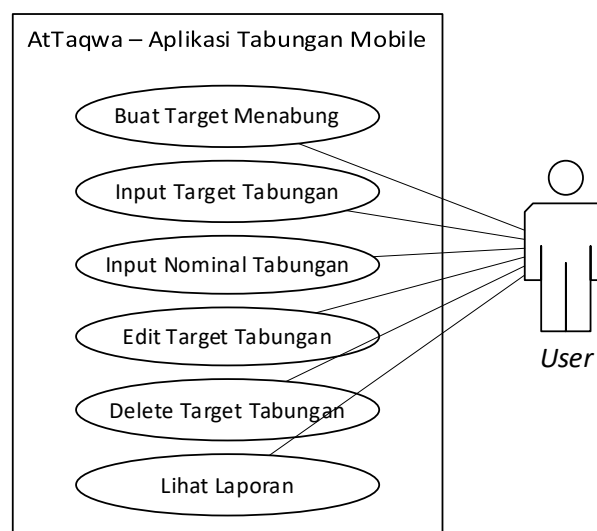 AtTaqwa – Aplikasi Tabungan Mobile
Buat Target Menabung
Input Target Tabungan
Input Nominal Tabungan
Edit Target Tabungan
Delete Target Tabungan
Lihat Laporan
User